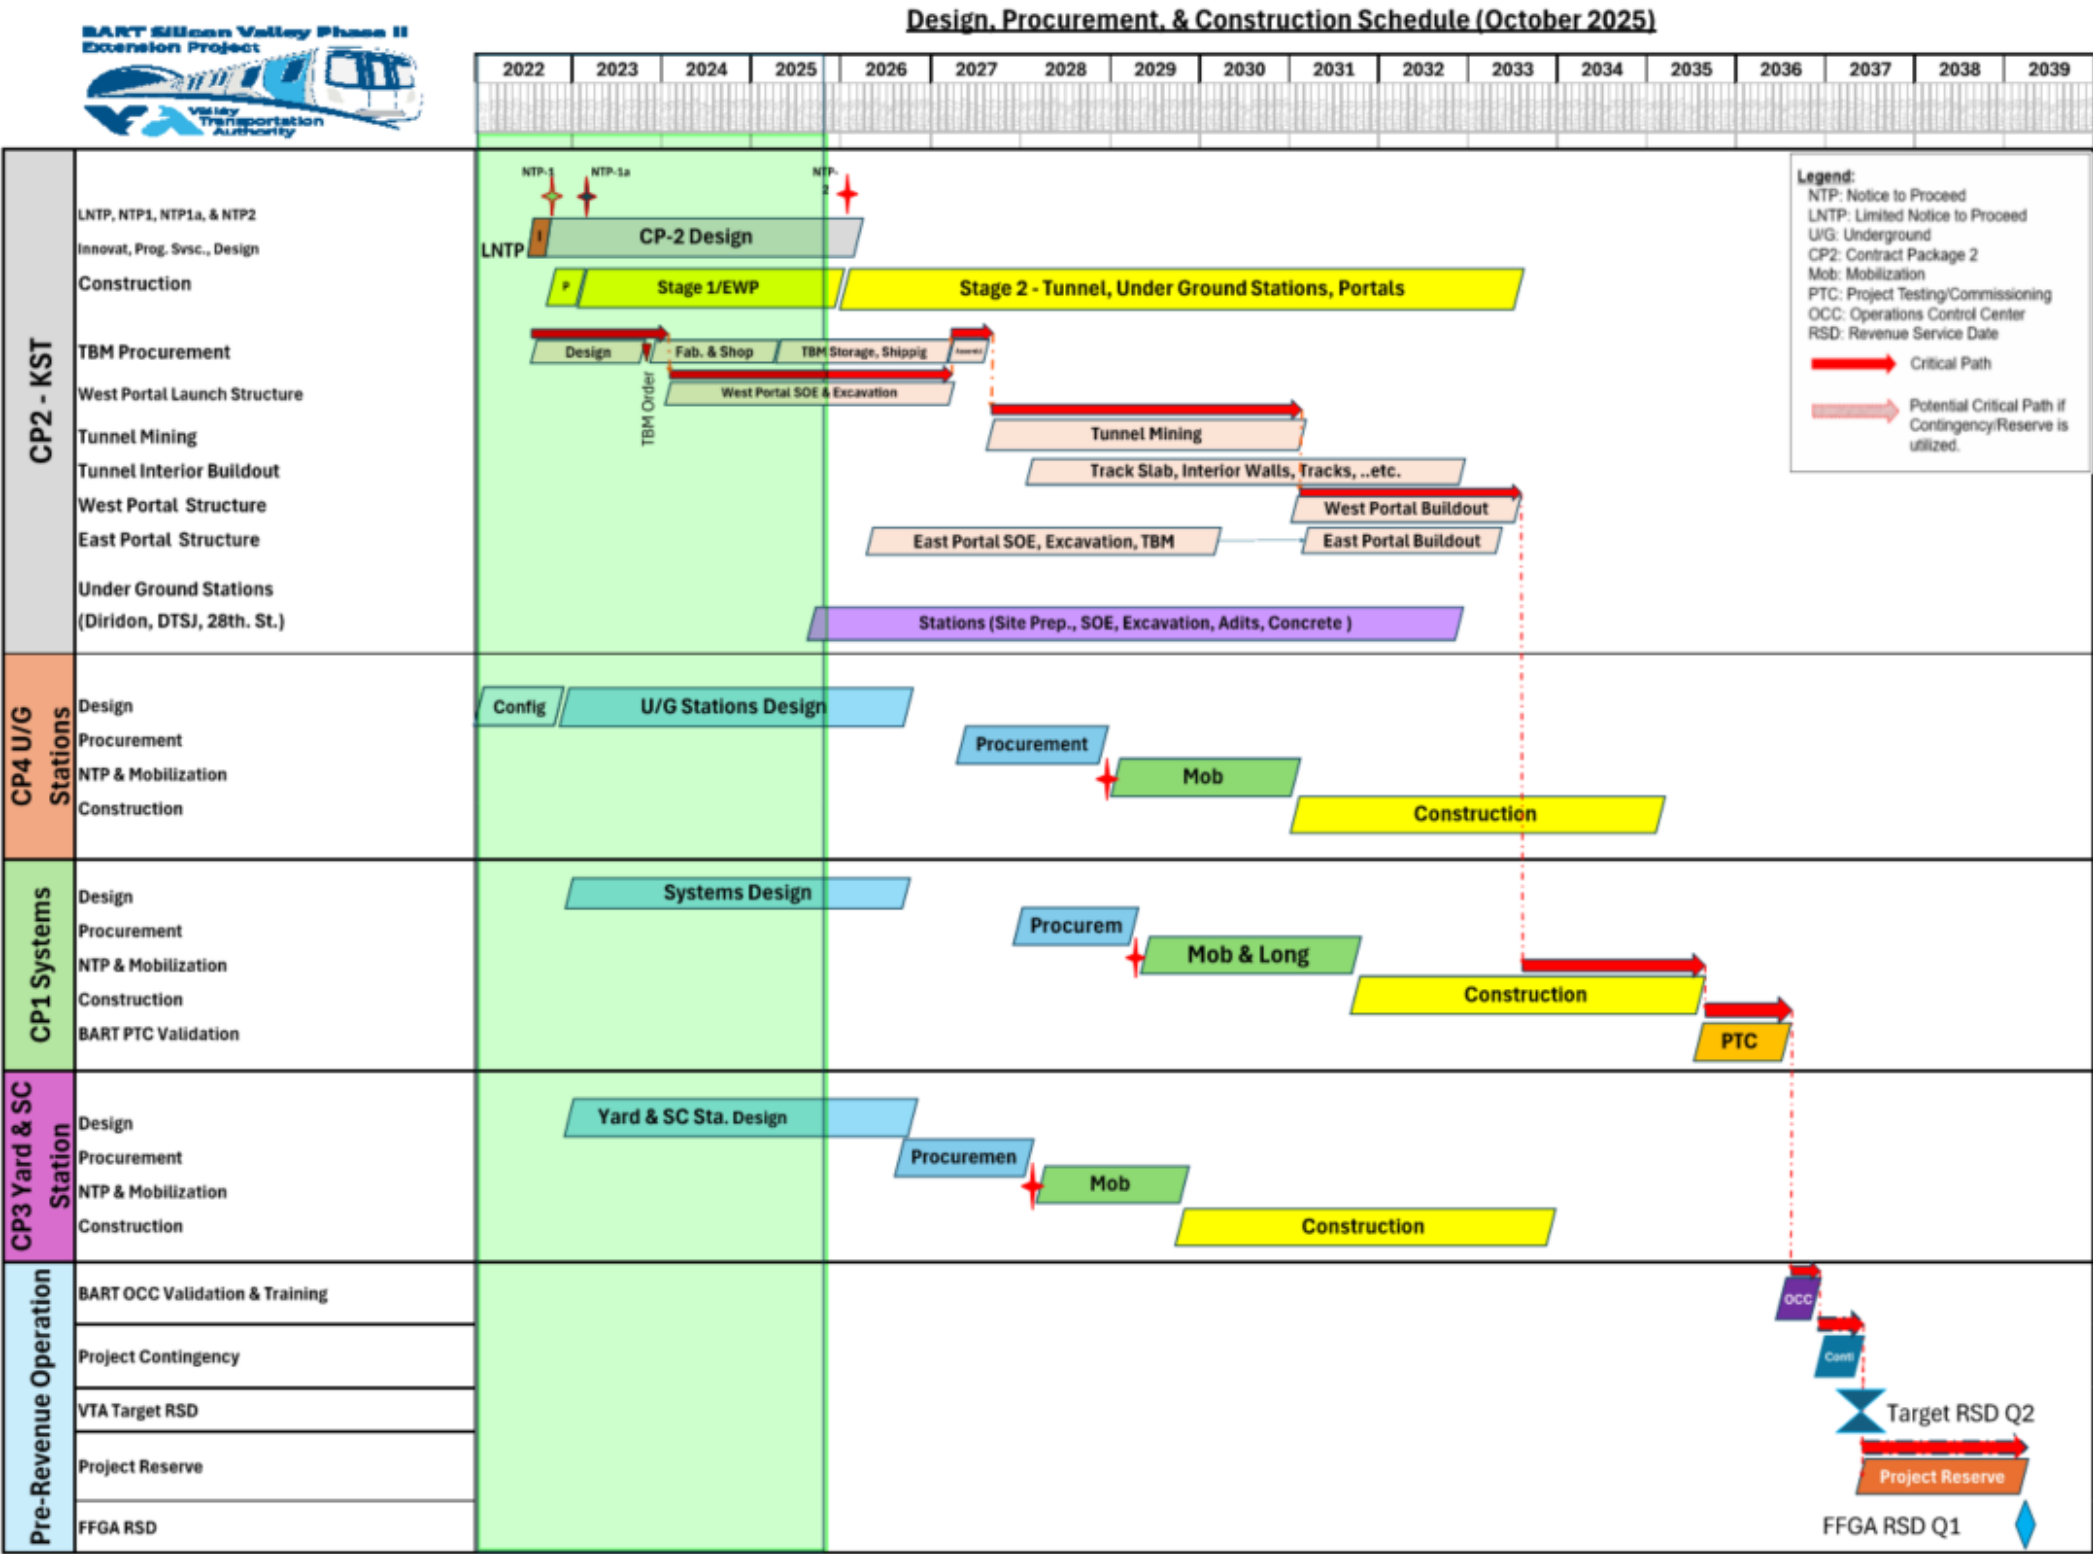 Design, Procurement, & Construction Schedule (October 2025)
BART Silicon Valley Phase II
Extension Project
Valley
Transportation
Authority
2022 2023 2024 2025 2026 2027 2028 2029 2030 2031 2032 2033 2034 2035 2036 2037 2038 2039
Legend:
NTP: Notice to Proceed
LNTP: Limited Notice to Proceed
U/G: Underground
CP2: Contract Package 2
Mob: Mobilization
PTC: Project Testing/Commissioning
OCC: Operations Control Center
RSD: Revenue Service Date
Critical Path
Potential Critical Path if
Contingency/Reserve is
utilized.
CP2 - KST
NTP-1 NTP-1a NTP-
2
LNTP, NTP1, NTP1a, & NTP2
Innovat, Prog. Svsc., Design
LNTP I CP-2 Design
Construction
P Stage 1/EWP Stage 2 - Tunnel, Under Ground Stations, Portals
TBM Procurement
Design Fab. & Shop TBM Storage, Shippig
TBM Order
West Portal Launch Structure
West Portal SOE & Excavation
Tunnel Mining
Tunnel Mining
Tunnel Interior Buildout
Track Slab, Interior Walls, Tracks, ..etc.
West Portal Structure
West Portal Buildout
East Portal Structure
East Portal SOE, Excavation, TBM East Portal Buildout
Under Ground Stations
(Diridon, DTSJ, 28th. St.)
Stations (Site Prep., SOE, Excavation, Adits, Concrete )
CP4 U/G
Stations
Design
Config U/G Stations Design
Procurement
Procurement
NTP & Mobilization
Mob
Construction
Construction
CP1 Systems
Design
Systems Design
Procurement
Procurem
NTP & Mobilization
Mob & Long
Construction
Construction
BART PTC Validation
PTC
CP3 Yard & SC
Station
Design
Yard & SC Sta. Design
Procurement
Procuremen
NTP & Mobilization
Mob
Construction
Construction
Pre-Revenue Operation
BART OCC Validation & Training
OCC
Project Contingency
Conti
VTA Target RSD
Target RSD Q2
Project Reserve
Project Reserve
FFGA RSD
FFGA RSD Q1